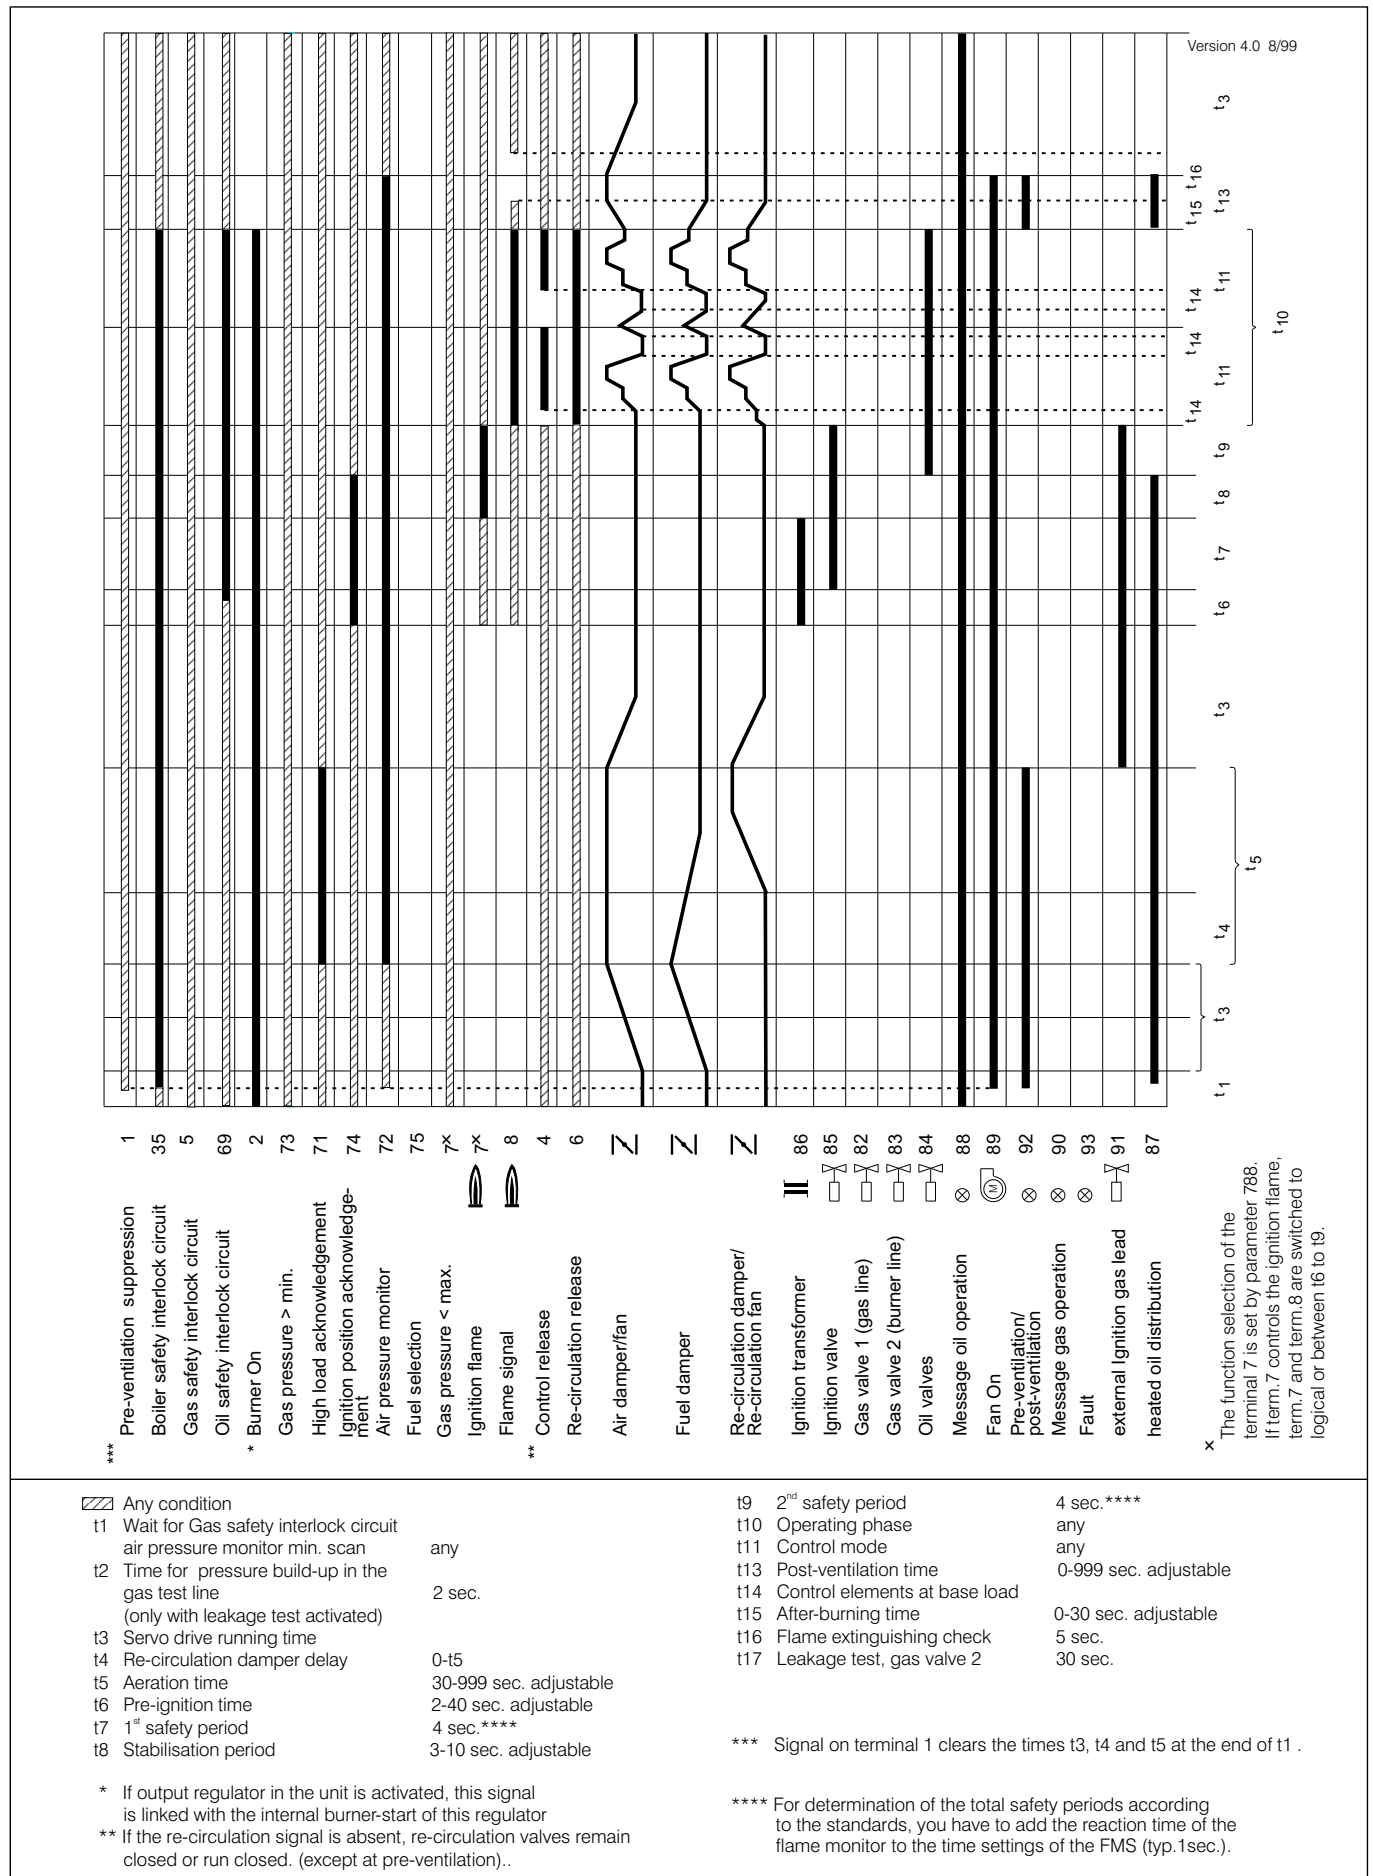 Version 4.0 8/99
t3
t16
t13
t15
t11
t14
t10
t14
t11
t14
t9
t8
t7
t6
t3
t5
t4
t3
t1
*** Pre-ventilation suppression 1
Boiler safety interlock circuit 35
Gas safety interlock circuit 5
Oil safety interlock circuit 69
* Burner On 2
Gas pressure > min. 73
High load acknowledgement 71
Ignition position acknowledge-
ment 74
Air pressure monitor 72
Fuel selection 75
Gas pressure < max. 7x
Ignition flame 7x
Flame signal 8
** Control release 4
Re-circulation release 6
Air damper/fan
Fuel damper
Re-circulation damper/
Re-circulation fan
Ignition transformer 86
Ignition valve 85
Gas valve 1 (gas line) 82
Gas valve 2 (burner line) 83
Oil valves 84
Message oil operation 88
Fan On M 89
Pre-ventilation/
post-ventilation 92
Message gas operation 90
Fault 93
external Ignition gas lead 91
heated oil distribution 87
x The function selection of the
terminal 7 is set by parameter 788.
If term.7 controls the ignition flame,
term.7 and term.8 are switched to
logical or between t6 to t9.
Any condition
t1 Wait for Gas safety interlock circuit
air pressure monitor min. scan any
t2 Time for pressure build-up in the
gas test line 2 sec.
(only with leakage test activated)
t3 Servo drive running time
t4 Re-circulation damper delay 0-t5
t5 Aeration time 30-999 sec. adjustable
t6 Pre-ignition time 2-40 sec. adjustable
t7 1st safety period 4 sec.****
t8 Stabilisation period 3-10 sec. adjustable
* If output regulator in the unit is activated, this signal
is linked with the internal burner-start of this regulator
** If the re-circulation signal is absent, re-circulation valves remain
closed or run closed. (except at pre-ventilation)..
t9 2nd safety period 4 sec.****
t10 Operating phase any
t11 Control mode any
t13 Post-ventilation time 0-999 sec. adjustable
t14 Control elements at base load
t15 After-burning time 0-30 sec. adjustable
t16 Flame extinguishing check 5 sec.
t17 Leakage test, gas valve 2 30 sec.
*** Signal on terminal 1 clears the times t3, t4 and t5 at the end of t1 .
**** For determination of the total safety periods according
to the standards, you have to add the reaction time of the
flame monitor to the time settings of the FMS (typ.1sec.).